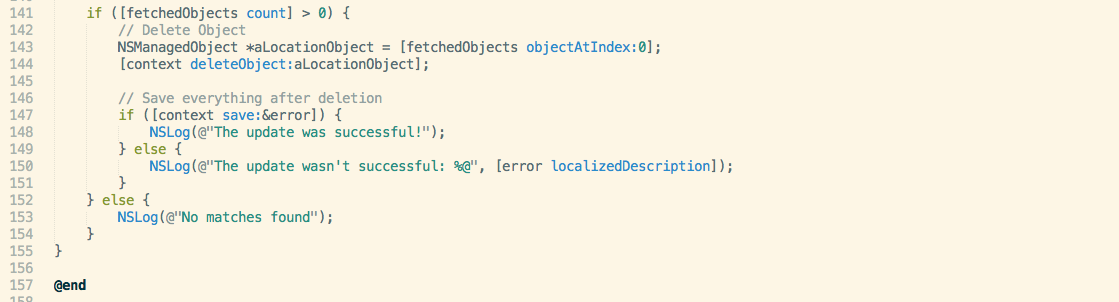 141 if ([fetchedObjects count] > 0) {
142 // Delete Object
143 NSManagedObject *aLocationObject = [fetchedObjects objectAtIndex:0];
144 [context deleteObject:aLocationObject];
145
146 // Save everything after deletion
147 if ([context save:&error]) {
148 NSLog(@"The update was successful!");
149 } else {
150 NSLog(@"The update wasn't successful: %@", [error localizedDescription]);
151 }
152 } else {
153 NSLog(@"No matches found");
154 }
155 }
156
157 @end